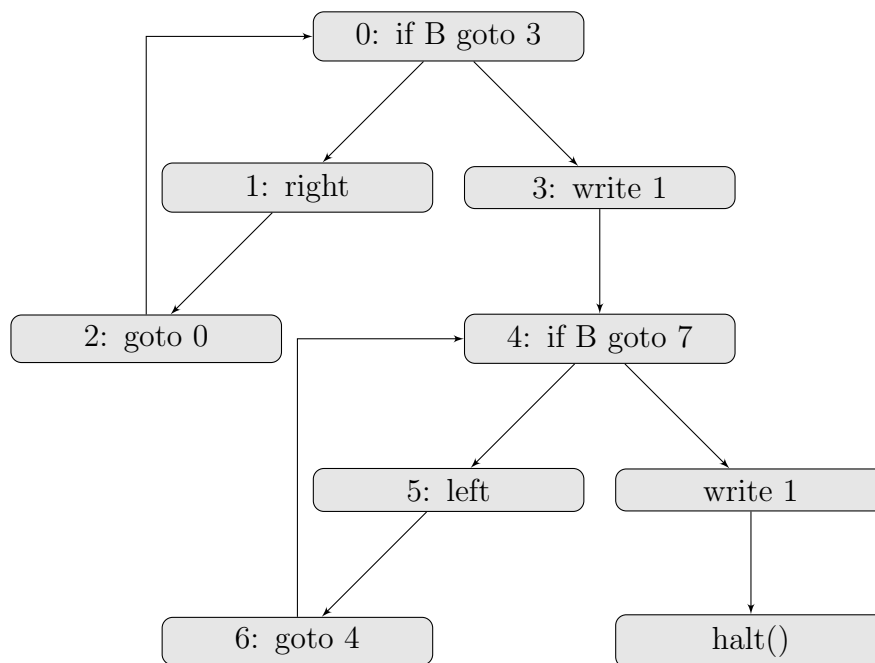 0: if B goto 3
1: right
3: write 1
2: goto 0
4: if B goto 7
5: left
write 1
6: goto 4
halt()